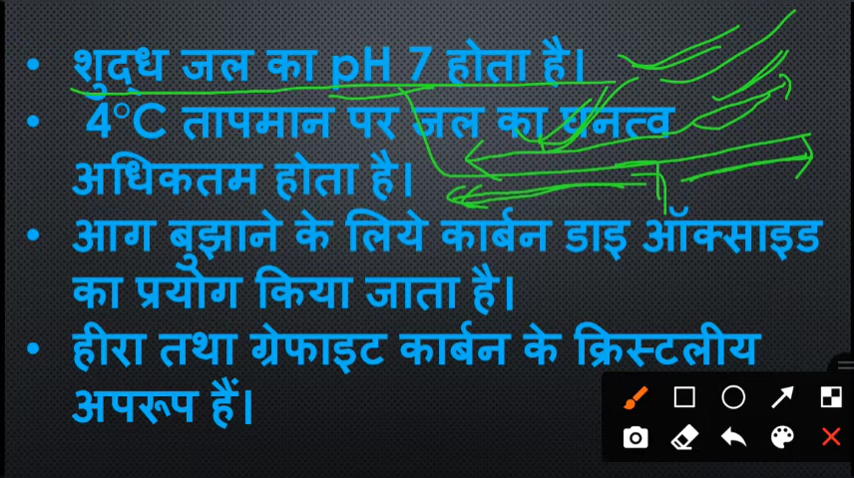 • शुद्ध जल का pH 7 होता है।
• 4°C तापमान पर जल का घनत्व
अधिकतम होता है।
• आग बुझाने के लिये कार्बन डाइ ऑक्साइड
का प्रयोग किया जाता है।
• हीरा तथा ग्रेफाइट कार्बन के क्रिस्टलीय
अपरूप हैं।